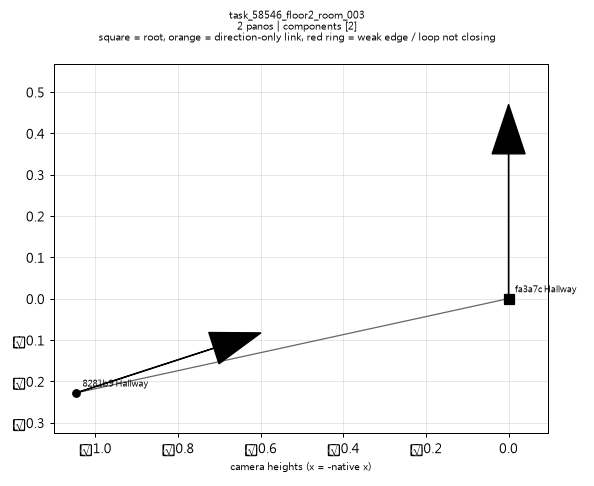 task_58546_floor2_room_003
2 panos | components [2]
square = root, orange = direction-only link, red ring = weak edge / loop not closing
0.5
0.4
0.3
0.2
0.1
0.0
√0.1
√0.2
√0.3
fa3a7c Hallway
Hallway
√1.0 √0.8 √0.6 √0.4 √0.2 0.0
camera heights (x = -native x)